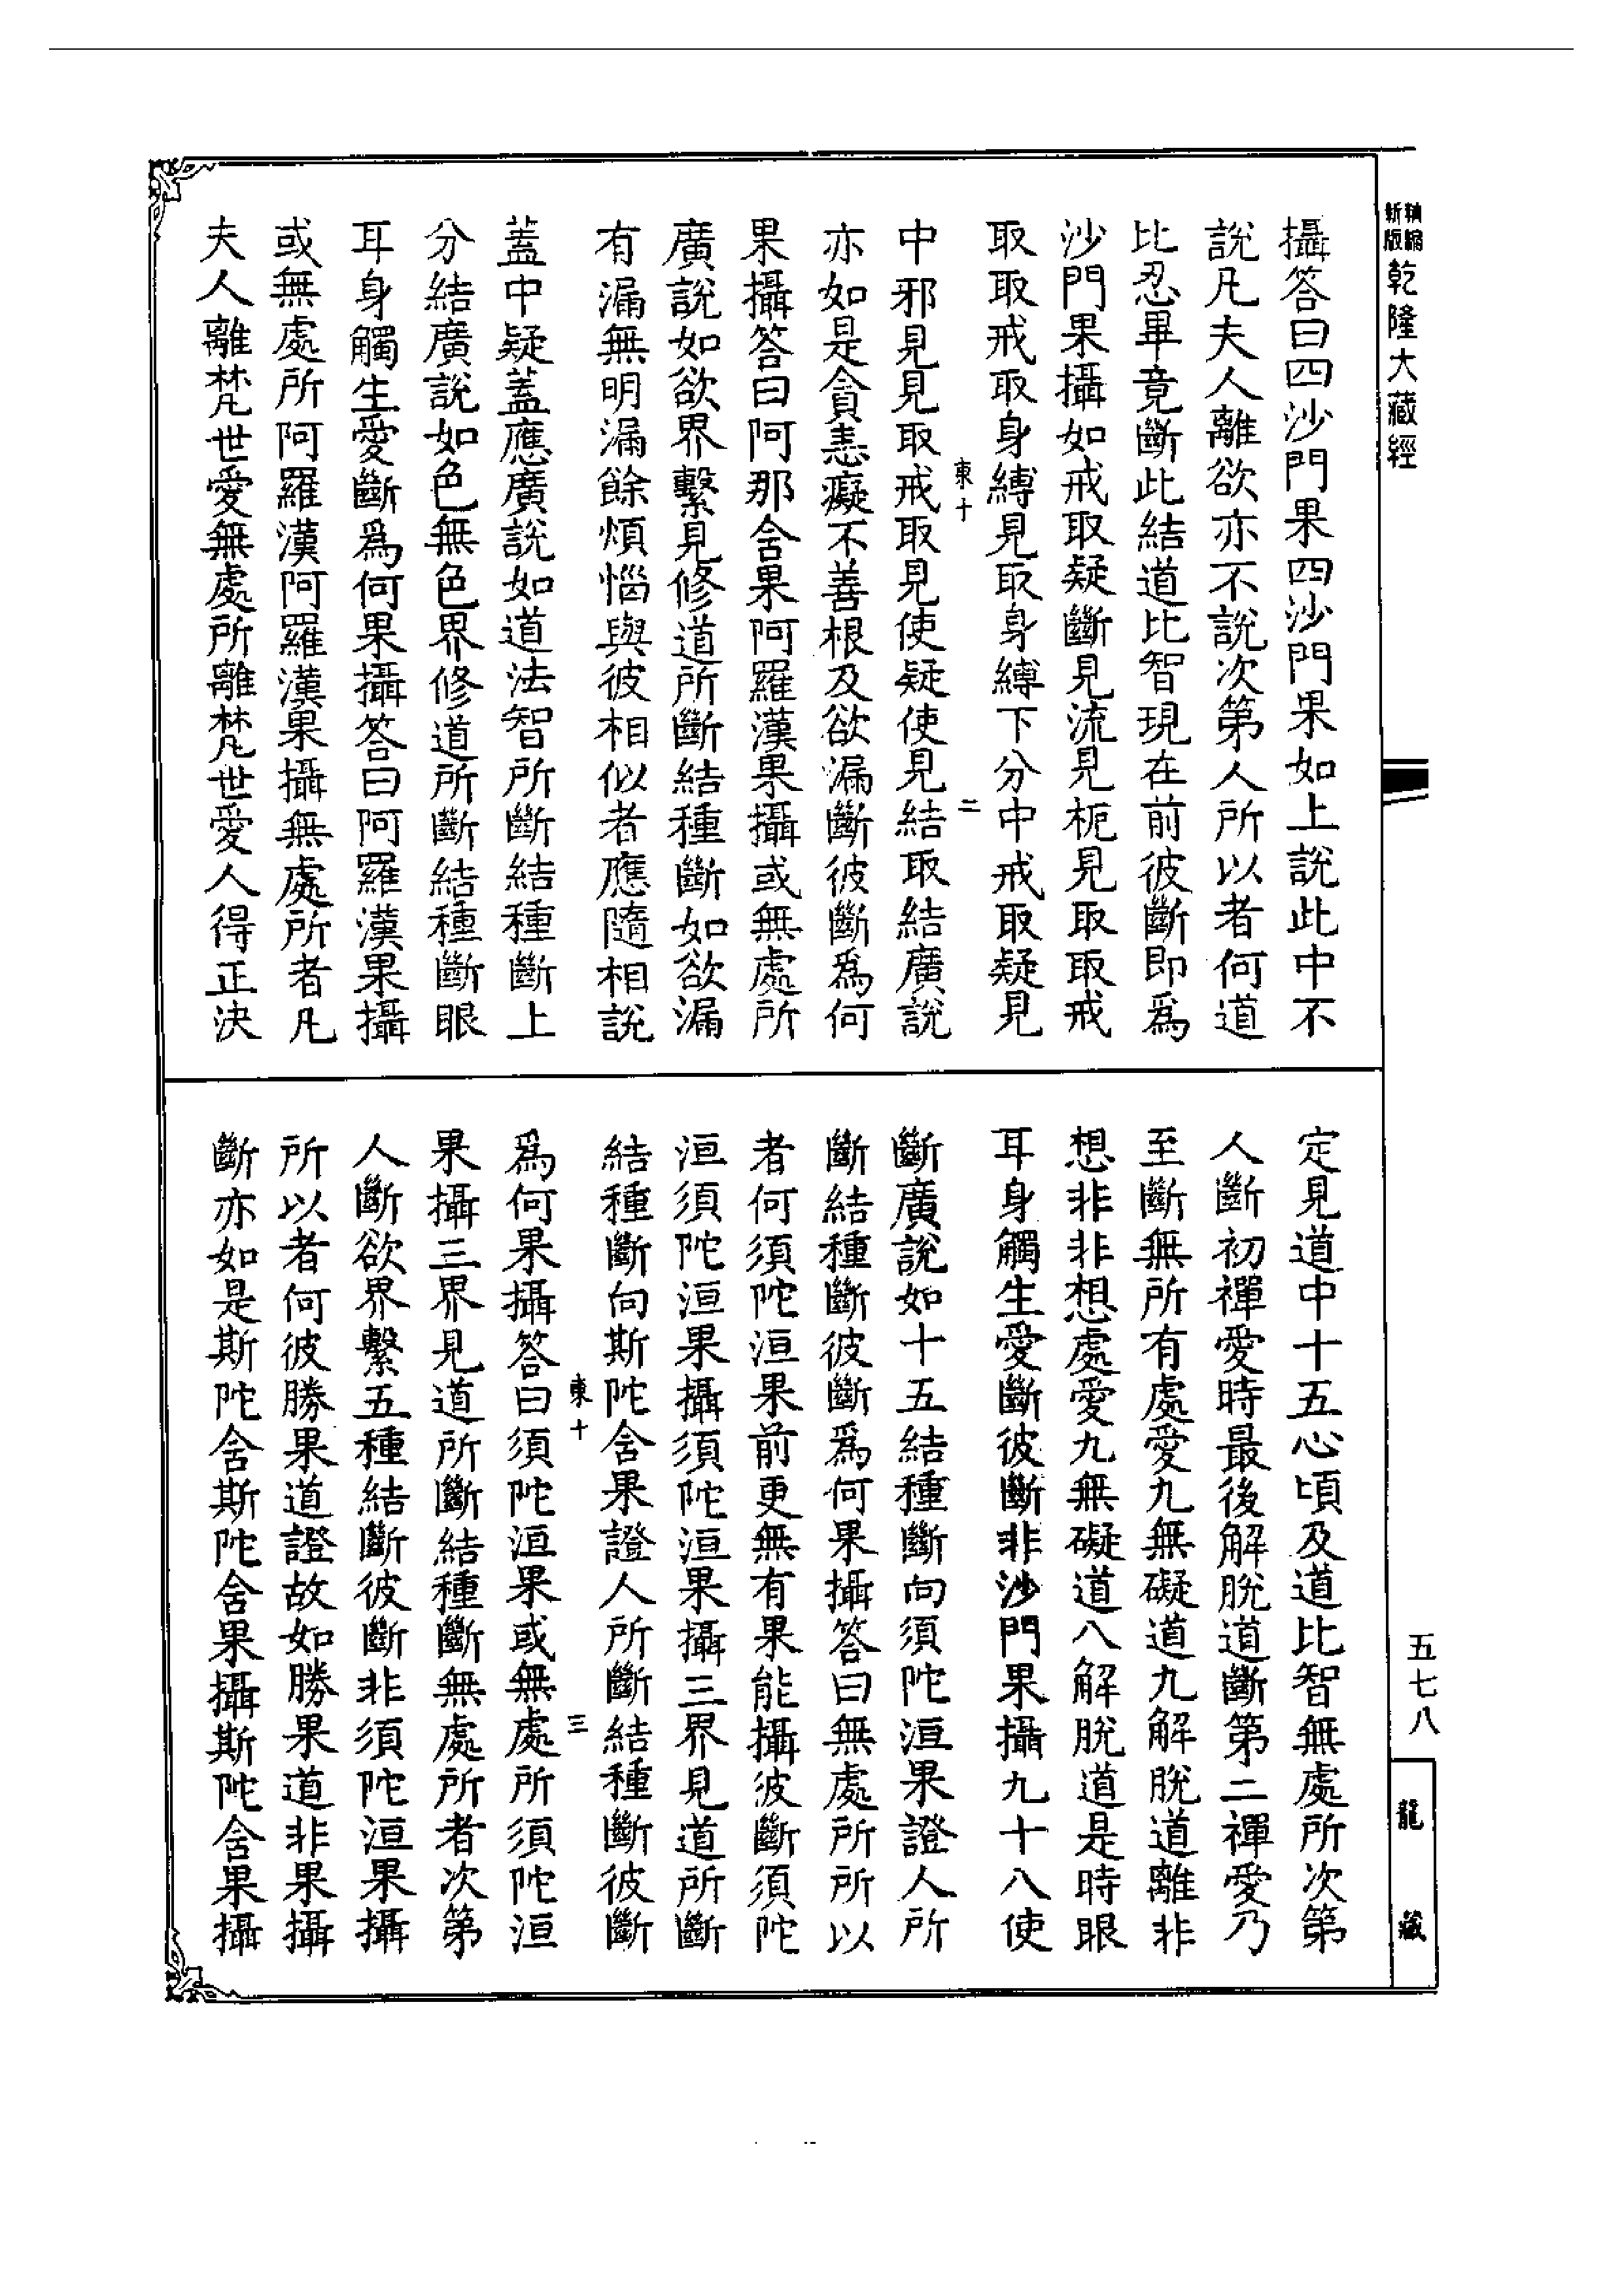 精縮新版乾隆大藏經
攝答曰四沙門果四沙門果如上說此中不
說凡夫人離欲亦不說次第人所以者何道
比忍畢竟斷此結道比智現在前彼斷即爲
沙門果攝如戒取疑斷見流見柅見取取戒
取取戒取身縛見取身縛下分中戒取疑見
中邪見見取戒取見使疑使見結取結廣說
東十
二
亦如是貪恚癡不善根及欲漏斷彼斷爲何
果攝答曰阿那含果阿羅漢果攝或無處所
廣說如欲界繫見修道所斷結種斷如欲漏
有漏無明漏餘煩惱與彼相似者應隨相說
蓋中疑蓋應廣說如道法智所斷結種斷上
分結廣說如色無色界修道所斷結種斷眼
耳身觸生愛斷爲何果攝答曰阿羅漢果攝
或無處所阿羅漢阿羅漢果攝無處所者凡
夫人離梵世愛無處所離梵世愛人得正決
定見道中十五心頃及道比智無處所次第
人斷初禪愛時最後解脫道斷第二禪愛乃
至斷無所有處愛九無礙道九解脫道離非
想非非想處愛九無礙道八解脫道是時眼
耳身觸生愛斷彼斷非沙門果攝九十八使
斷廣說如十五結種斷向須陀洹果證人所
斷結種斷彼斷爲何果攝答曰無處所所以
者何須陀洹果前更無有果能攝彼斷須陀
洹須陀洹果攝須陀洹果攝三界見道所斷
結種斷向斯陀含果證人所斷結種斷彼斷
東十
三
爲何果攝答曰須陀洹果或無處所須陀洹
果攝三界見道所斷結種斷無處所者次第
人斷欲界繫五種結斷彼斷非須陀洹果攝
所以者何彼勝果道證故如勝果道非果攝
斷亦如是斯陀含斯陀含果攝斯陀含果攝
五七八
龍藏